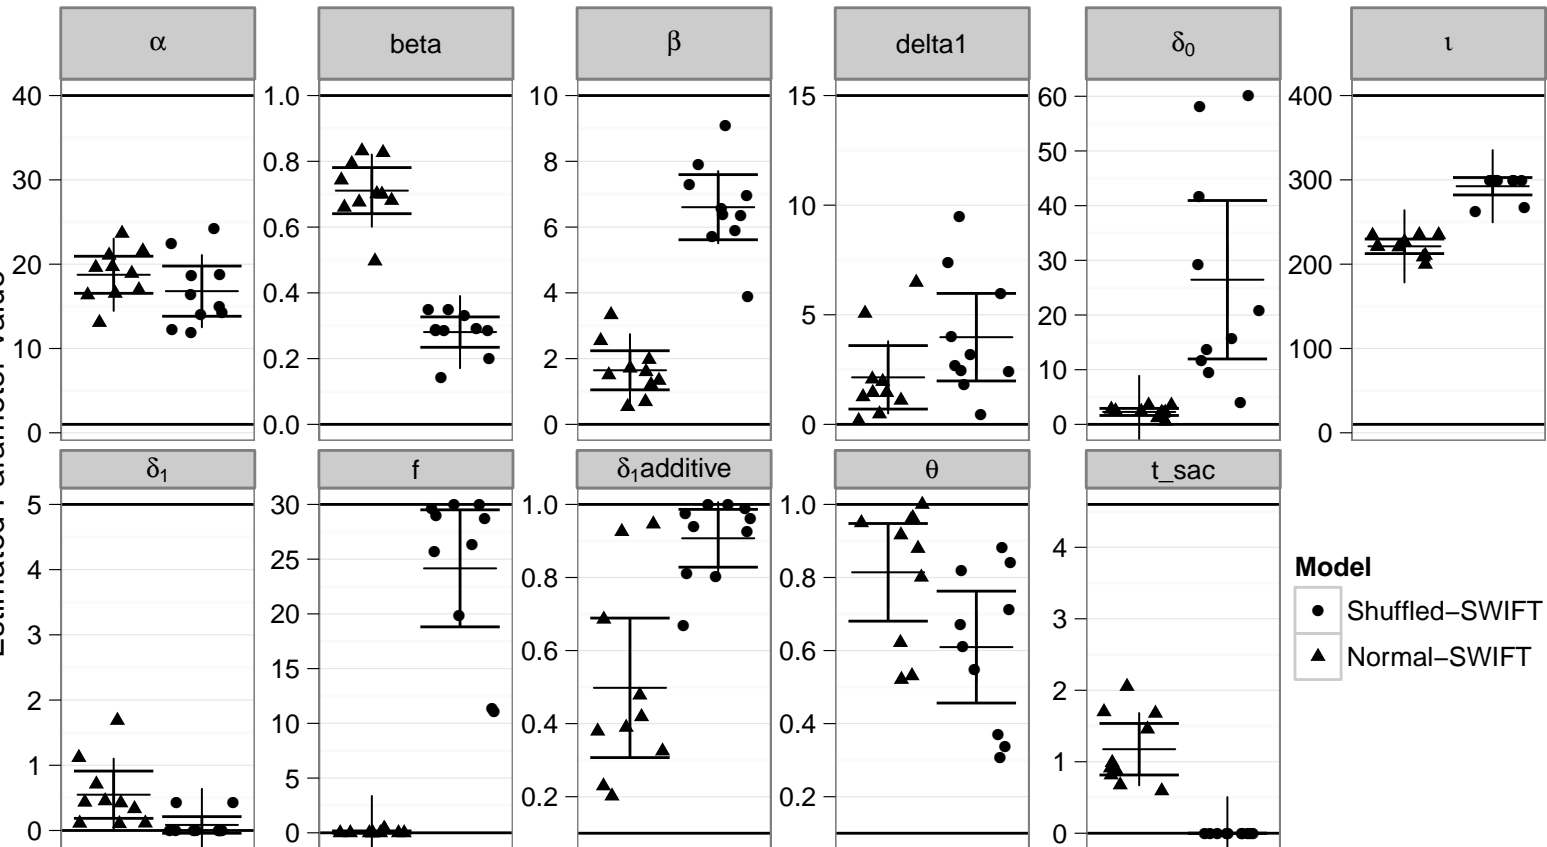 α beta β delta1 δ0 ι
40 30 20 10 0
1.0 0.8 0.6 0.4 0.2 0.0
10 8 6 4 2 0
15 10 5 0
60 50 40 30 20 10 0
400 300 200 100 0
Estimated Parameter Value
δ1 f δ1additive θ t_sac
5 4 3 2 1 0
30 25 20 15 10 5 0
1.0 0.8 0.6 0.4 0.2
1.0 0.8 0.6 0.4 0.2
4 3 2 1 0
Model
Shuffled−SWIFT
Normal−SWIFT